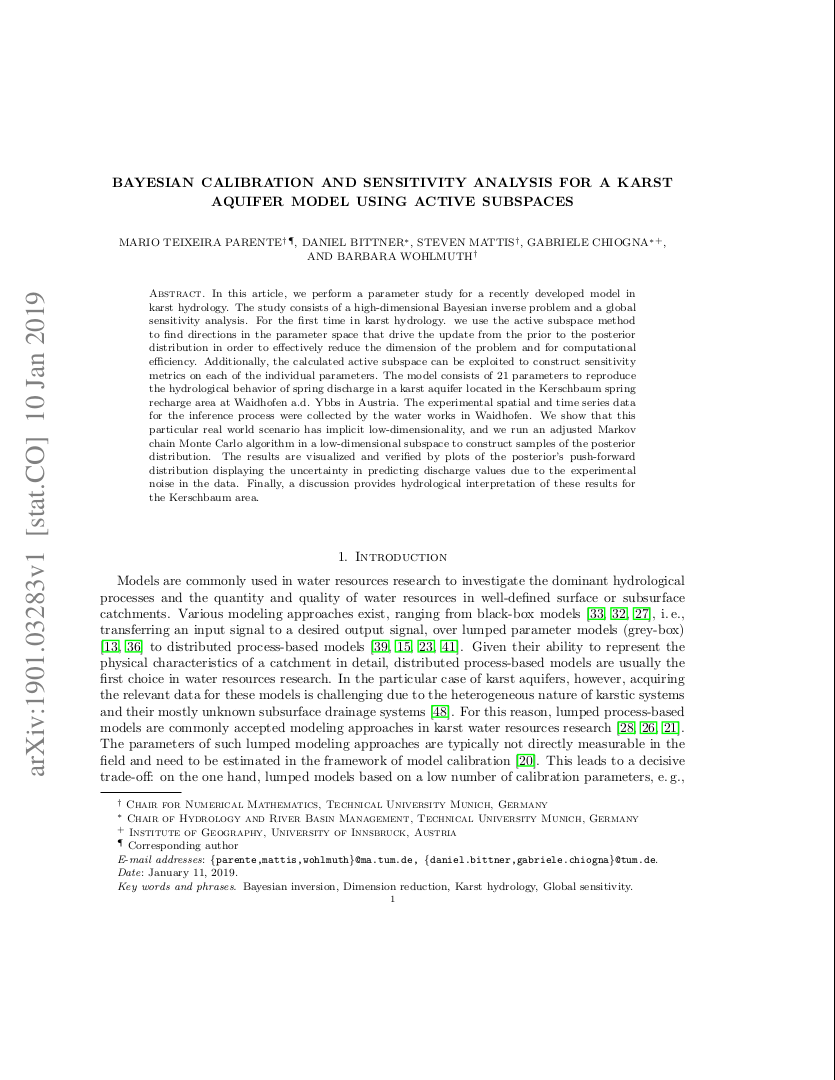 BAYESIAN CALIBRATION AND SENSITIVITY ANALYSIS FOR A KARST
AQUIFER MODEL USING ACTIVE SUBSPACES
MARIO TEIXEIRA PARENTE†¶, DANIEL BITTNER∗, STEVEN MATTIS†, GABRIELE CHIOGNA∗+,
AND BARBARA WOHLMUTH†
ABSTRACT. In this article, we perform a parameter study for a recently developed model in
karst hydrology. The study consists of a high-dimensional Bayesian inverse problem and a global
sensitivity analysis. For the first time in karst hydrology. we use the active subspace method
to find directions in the parameter space that drive the update from the prior to the posterior
distribution in order to effectively reduce the dimension of the problem and for computational
efficiency. Additionally, the calculated active subspace can be exploited to construct sensitivity
metrics on each of the individual parameters. The model consists of 21 parameters to reproduce
the hydrological behavior of spring discharge in a karst aquifer located in the Kerschbaum spring
recharge area at Waidhofen a.d. Ybbs in Austria. The experimental spatial and time series data
for the inference process were collected by the water works in Waidhofen. We show that this
particular real world scenario has implicit low-dimensionality, and we run an adjusted Markov
chain Monte Carlo algorithm in a low-dimensional subspace to construct samples of the posterior
distribution. The results are visualized and verified by plots of the posterior's push-forward
distribution displaying the uncertainty in predicting discharge values due to the experimental
noise in the data. Finally, a discussion provides hydrological interpretation of these results for
the Kerschbaum area.
1. INTRODUCTION
Models are commonly used in water resources research to investigate the dominant hydrological
processes and the quantity and quality of water resources in well-defined surface or subsurface
catchments. Various modeling approaches exist, ranging from black-box models [33, 32, 27], i. e.,
transferring an input signal to a desired output signal, over lumped parameter models (grey-box)
[13, 36] to distributed process-based models [39, 15, 23, 41]. Given their ability to represent the
physical characteristics of a catchment in detail, distributed process-based models are usually the
first choice in water resources research. In the particular case of karst aquifers, however, acquiring
the relevant data for these models is challenging due to the heterogeneous nature of karstic systems
and their mostly unknown subsurface drainage systems [48]. For this reason, lumped process-based
models are commonly accepted modeling approaches in karst water resources research [28, 26, 21].
The parameters of such lumped modeling approaches are typically not directly measurable in the
field and need to be estimated in the framework of model calibration [20]. This leads to a decisive
trade-off: on the one hand, lumped models based on a low number of calibration parameters, e. g.,
† CHAIR FOR NUMERICAL MATHEMATICS, TECHNICAL UNIVERSITY MUNICH, GERMANY
∗ CHAIR OF HYDROLOGY AND RIVER BASIN MANAGEMENT, TECHNICAL UNIVERSITY MUNICH, GERMANY
+ INSTITUTE OF GEOGRAPHY, UNIVERSITY OF INNSBRUCK, AUSTRIA
¶ Corresponding author
E-mail addresses: {parente,mattis,wohlmuth}@ma.tum.de, {daniel.bittner,gabriele.chiogna}@tum.de.
Date: January 11, 2019.
Key words and phrases. Bayesian inversion, Dimension reduction, Karst hydrology, Global sensitivity.
1
arXiv:1901.03283v1 [stat.CO] 10 Jan 2019